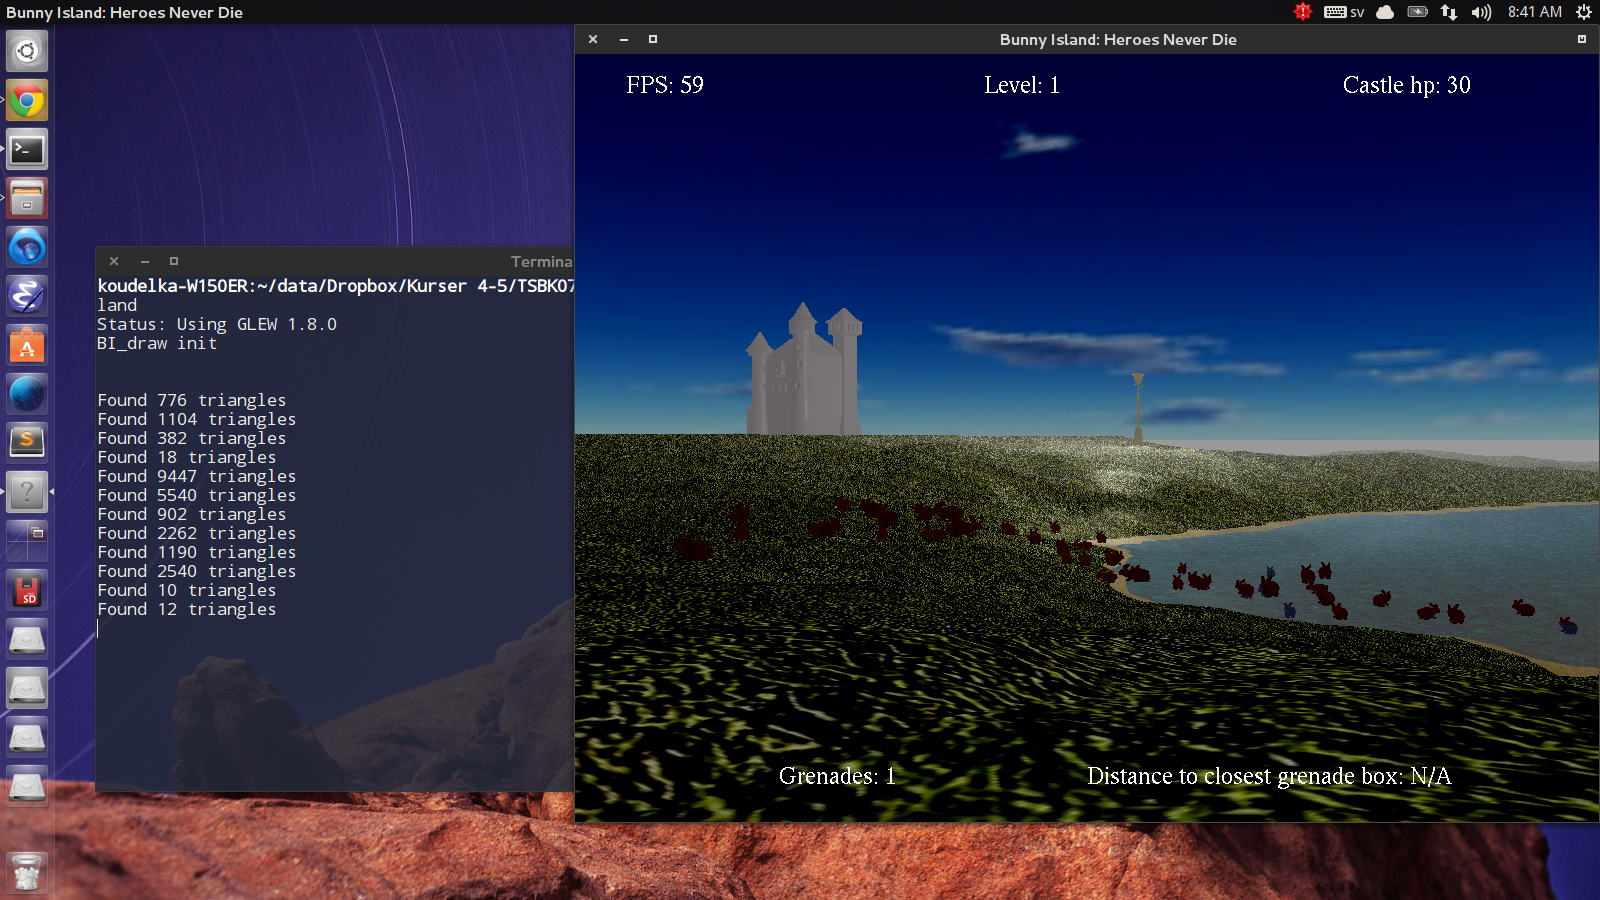 Bunny Island: Heroes Never Die
sv
8:41 AM
Bunny Island: Heroes Never Die
FPS: 59
Level: 1
Castle hp: 30
Grenades: 1
Distance to closest grenade box: N/A
Termina
koudelka-W150ER:~/data/Dropbox/Kurser 4-5/TSBK07
land
Status: Using GLEW 1.8.0
BI_draw init
Found 776 triangles
Found 1104 triangles
Found 382 triangles
Found 18 triangles
Found 9447 triangles
Found 5540 triangles
Found 902 triangles
Found 2262 triangles
Found 1190 triangles
Found 2540 triangles
Found 10 triangles
Found 12 triangles
SD